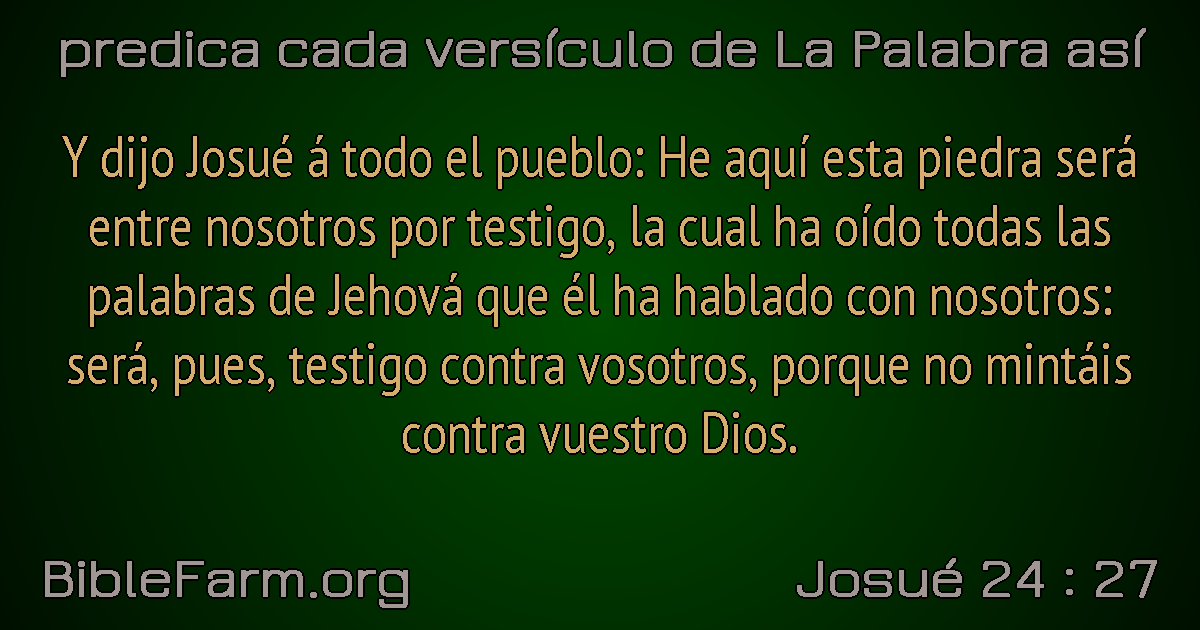 predica cada versículo de La Palabra así
Y dijo Josué á todo el pueblo: He aquí esta piedra será
entre nosotros por testigo, la cual ha oído todas las
palabras de Jehová que él ha hablado con nosotros:
será, pues, testigo contra vosotros, porque no mintáis
contra vuestro Dios.
BibleFarm.org
Josué 24 : 27